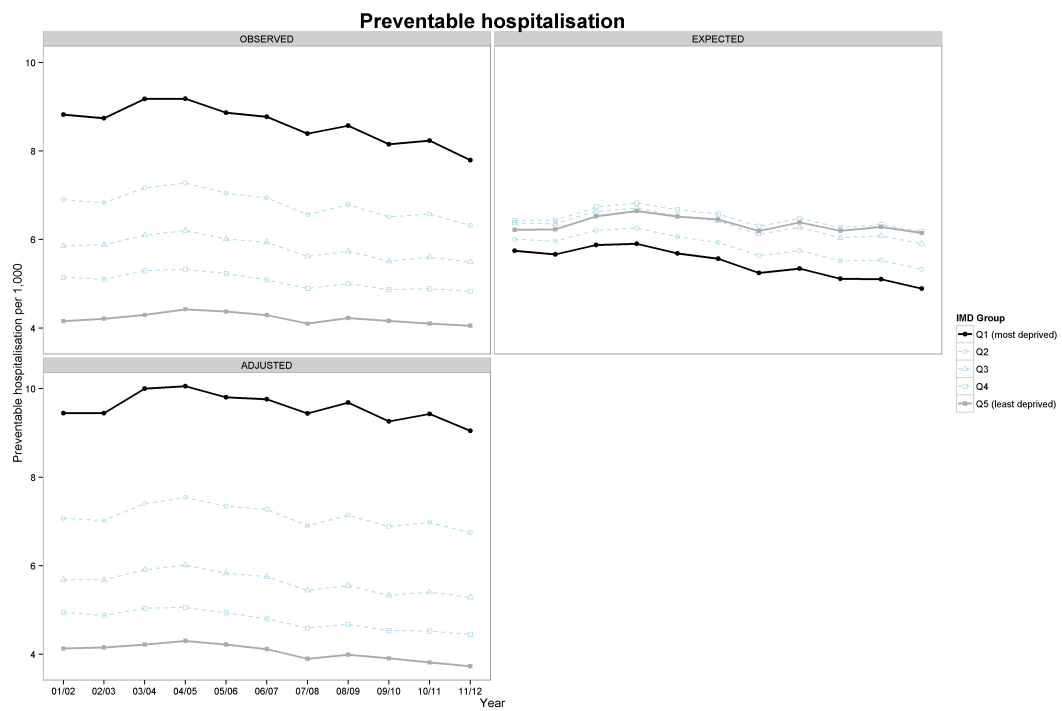 Preventable hospitalisation
OBSERVED
EXPECTED
10
8
6
4
ADJUSTED
10
8
6
4
Preventable hospitalisation per 1,000
01/02 02/03 03/04 04/05 05/06 06/07 07/08 08/09 09/10 10/11 11/12
Year
IMD Group
Q1 (most deprived)
Q2
Q3
Q4
Q5 (least deprived)